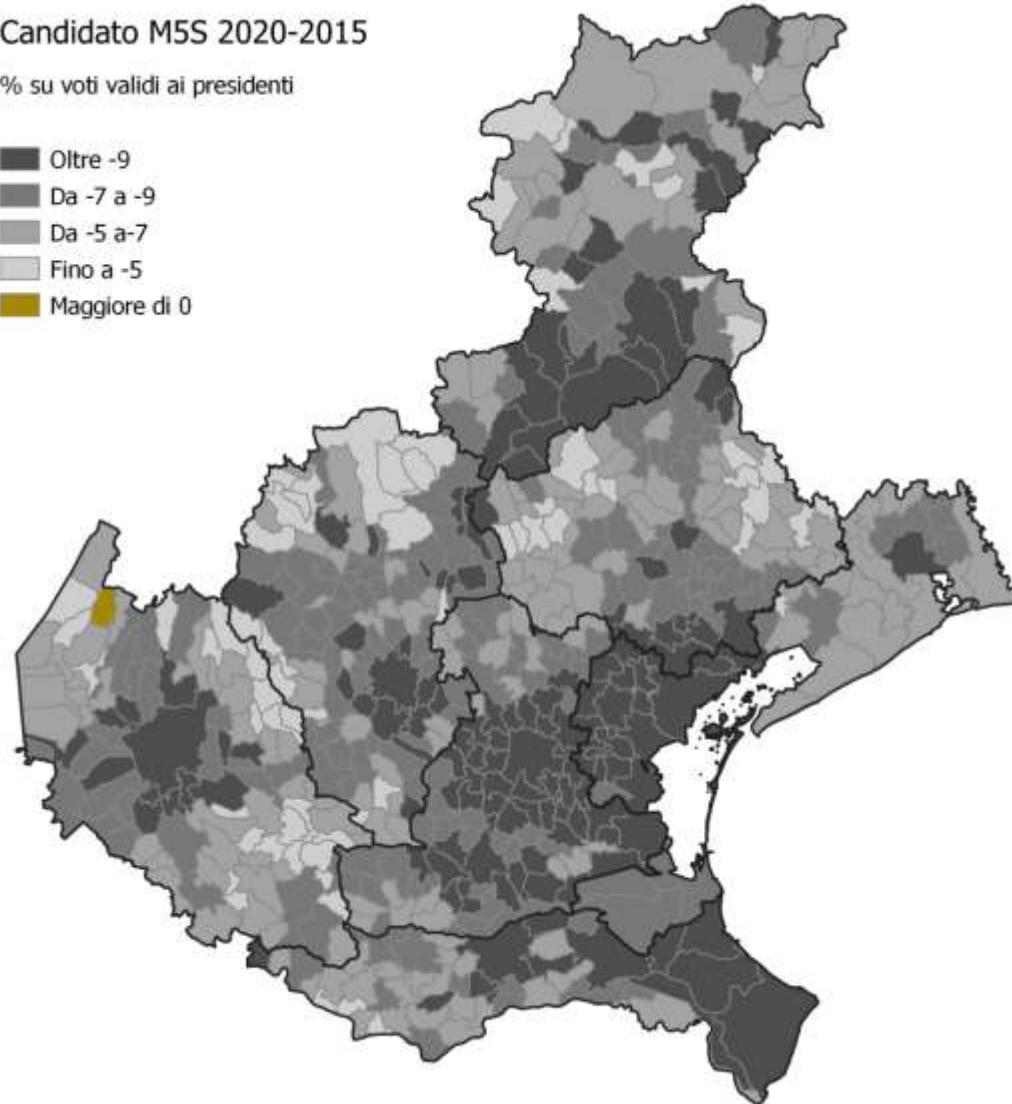 Candidato M5S 2020-2015
% su voti validi ai presidenti
Oltre -9
Da -7 a -9
Da -5 a-7
Fino a -5
Maggiore di 0